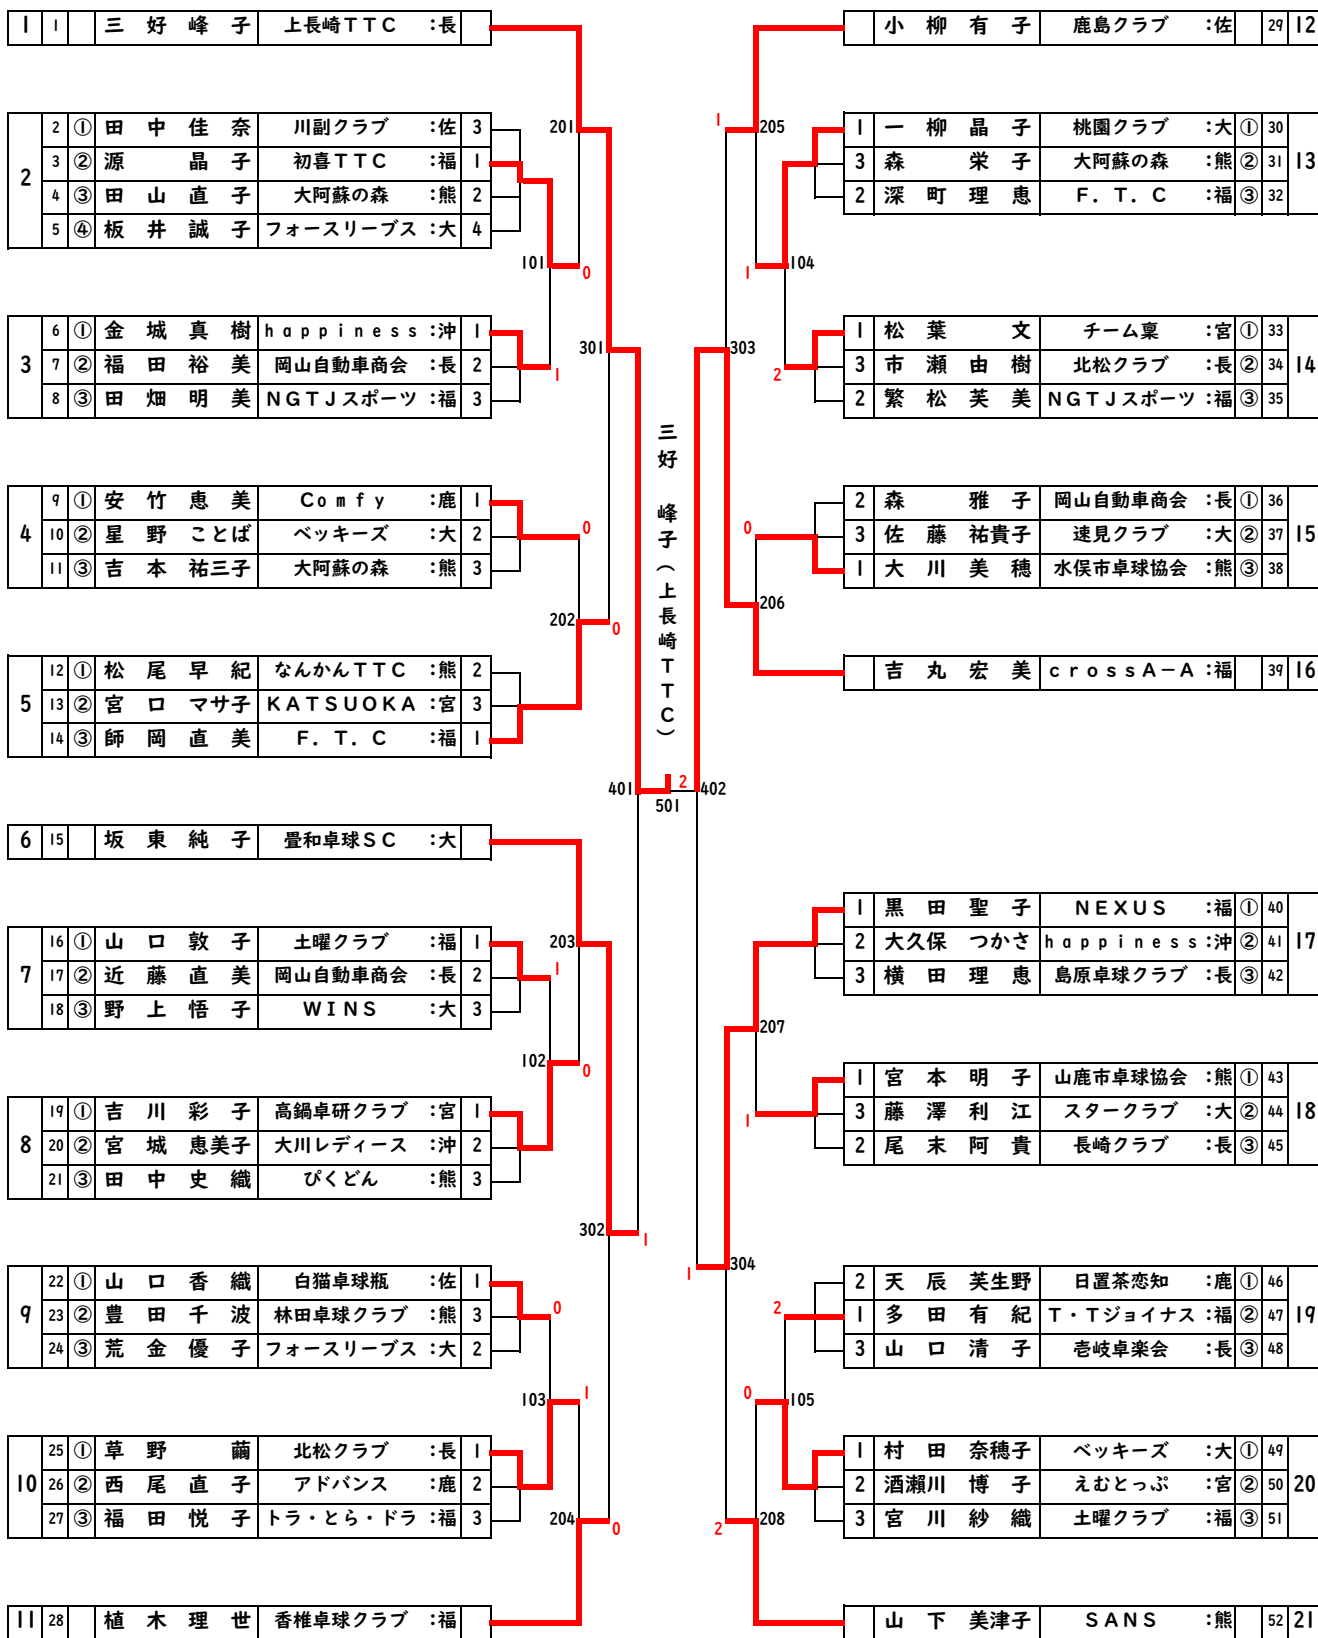 1 1 三好峰子 上長崎TTC :長
2
2 ① 田中佳奈 川副クラブ :佐 3
3 ② 源 晶子 初喜TTC :福 1
4 ③ 田山直子 大阿蘇の森 :熊 2
5 ④ 板井誠子 フォースリーブス :大 4
3
6 ① 金城真樹 happiness :沖 1
7 ② 福田裕美 岡山自動車商会 :長 2
8 ③ 田畑明美 NGTJスポーツ :福 3
4
9 ① 安竹恵美 Comfy :鹿 1
10 ② 星野ことば ベッキーズ :大 2
11 ③ 吉本祐三子 大阿蘇の森 :熊 3
5
12 ① 松尾早紀 なんかんTTC :熊 2
13 ② 宮口マサ子 KATSUOKA :宮 3
14 ③ 師岡直美 F.T.C :福 1
6 15 坂東純子 畳和卓球SC :大
7
16 ① 山口敦子 土曜クラブ :福 1
17 ② 近藤直美 岡山自動車商会 :長 2
18 ③ 野上悟子 WINS :大 3
8
19 ① 吉川彩子 高鍋卓研クラブ :宮 1
20 ② 宮城恵美子 大川レディース :沖 2
21 ③ 田中史織 ぴくどん :熊 3
9
22 ① 山口香織 白猫卓球瓶 :佐 1
23 ② 豊田千波 林田卓球クラブ :熊 3
24 ③ 荒金優子 フォースリーブス :大 2
10
25 ① 草野 繭 北松クラブ :長 1
26 ② 西尾直子 アドバンス :鹿 2
27 ③ 福田悦子 トラ・とら・ドラ :福 3
11 28 植木理世 香椎卓球クラブ :福
201
101 0
1
301
0
202 0
401
203
1
102 0
302 1
0
103 1
204 0
三好 峰子(上長崎TTC)
2
501
402
1 205
1 104
2
303
0
206
207
1
1 304
2
0 105
2 208
小柳有子 鹿島クラブ :佐 29 12
1 一柳晶子 桃園クラブ :大 ① 30
3 森 栄子 大阿蘇の森 :熊 ② 31
2 深町理恵 F.T.C :福 ③ 32
13
1 松葉 文 チーム稟 :宮 ① 33
3 市瀬由樹 北松クラブ :長 ② 34
2 繁松芙美 NGTJスポーツ :福 ③ 35
14
2 森 雅子 岡山自動車商会 :長 ① 36
3 佐藤祐貴子 速見クラブ :大 ② 37
1 大川美穂 水俣市卓球協会 :熊 ③ 38
15
吉丸宏美 crossA−A :福 39 16
1 黒田聖子 NEXUS :福 ① 40
2 大久保つかさ happiness :沖 ② 41
3 横田理恵 島原卓球クラブ :長 ③ 42
17
1 宮本明子 山鹿市卓球協会 :熊 ① 43
3 藤澤利江 スタークラブ :大 ② 44
2 尾末阿貴 長崎クラブ :長 ③ 45
18
2 天辰芙生野 日置茶恋知 :鹿 ① 46
1 多田有紀 T・Tジョイナス :福 ② 47
3 山口清子 壱岐卓楽会 :長 ③ 48
19
1 村田奈穂子 ベッキーズ :大 ① 49
2 酒瀬川博子 えむとっぷ :宮 ② 50
3 宮川紗織 土曜クラブ :福 ③ 51
20
山下美津子 SANS :熊 52 21